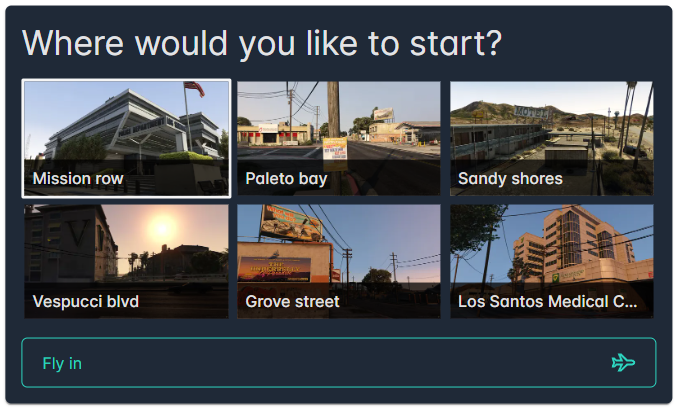 Where would you like to start?
Mission row
Paleto bay
MOTEL
Sandy shores
Vespucci blvd
Grove street
Los Santos Medical C...
Fly in